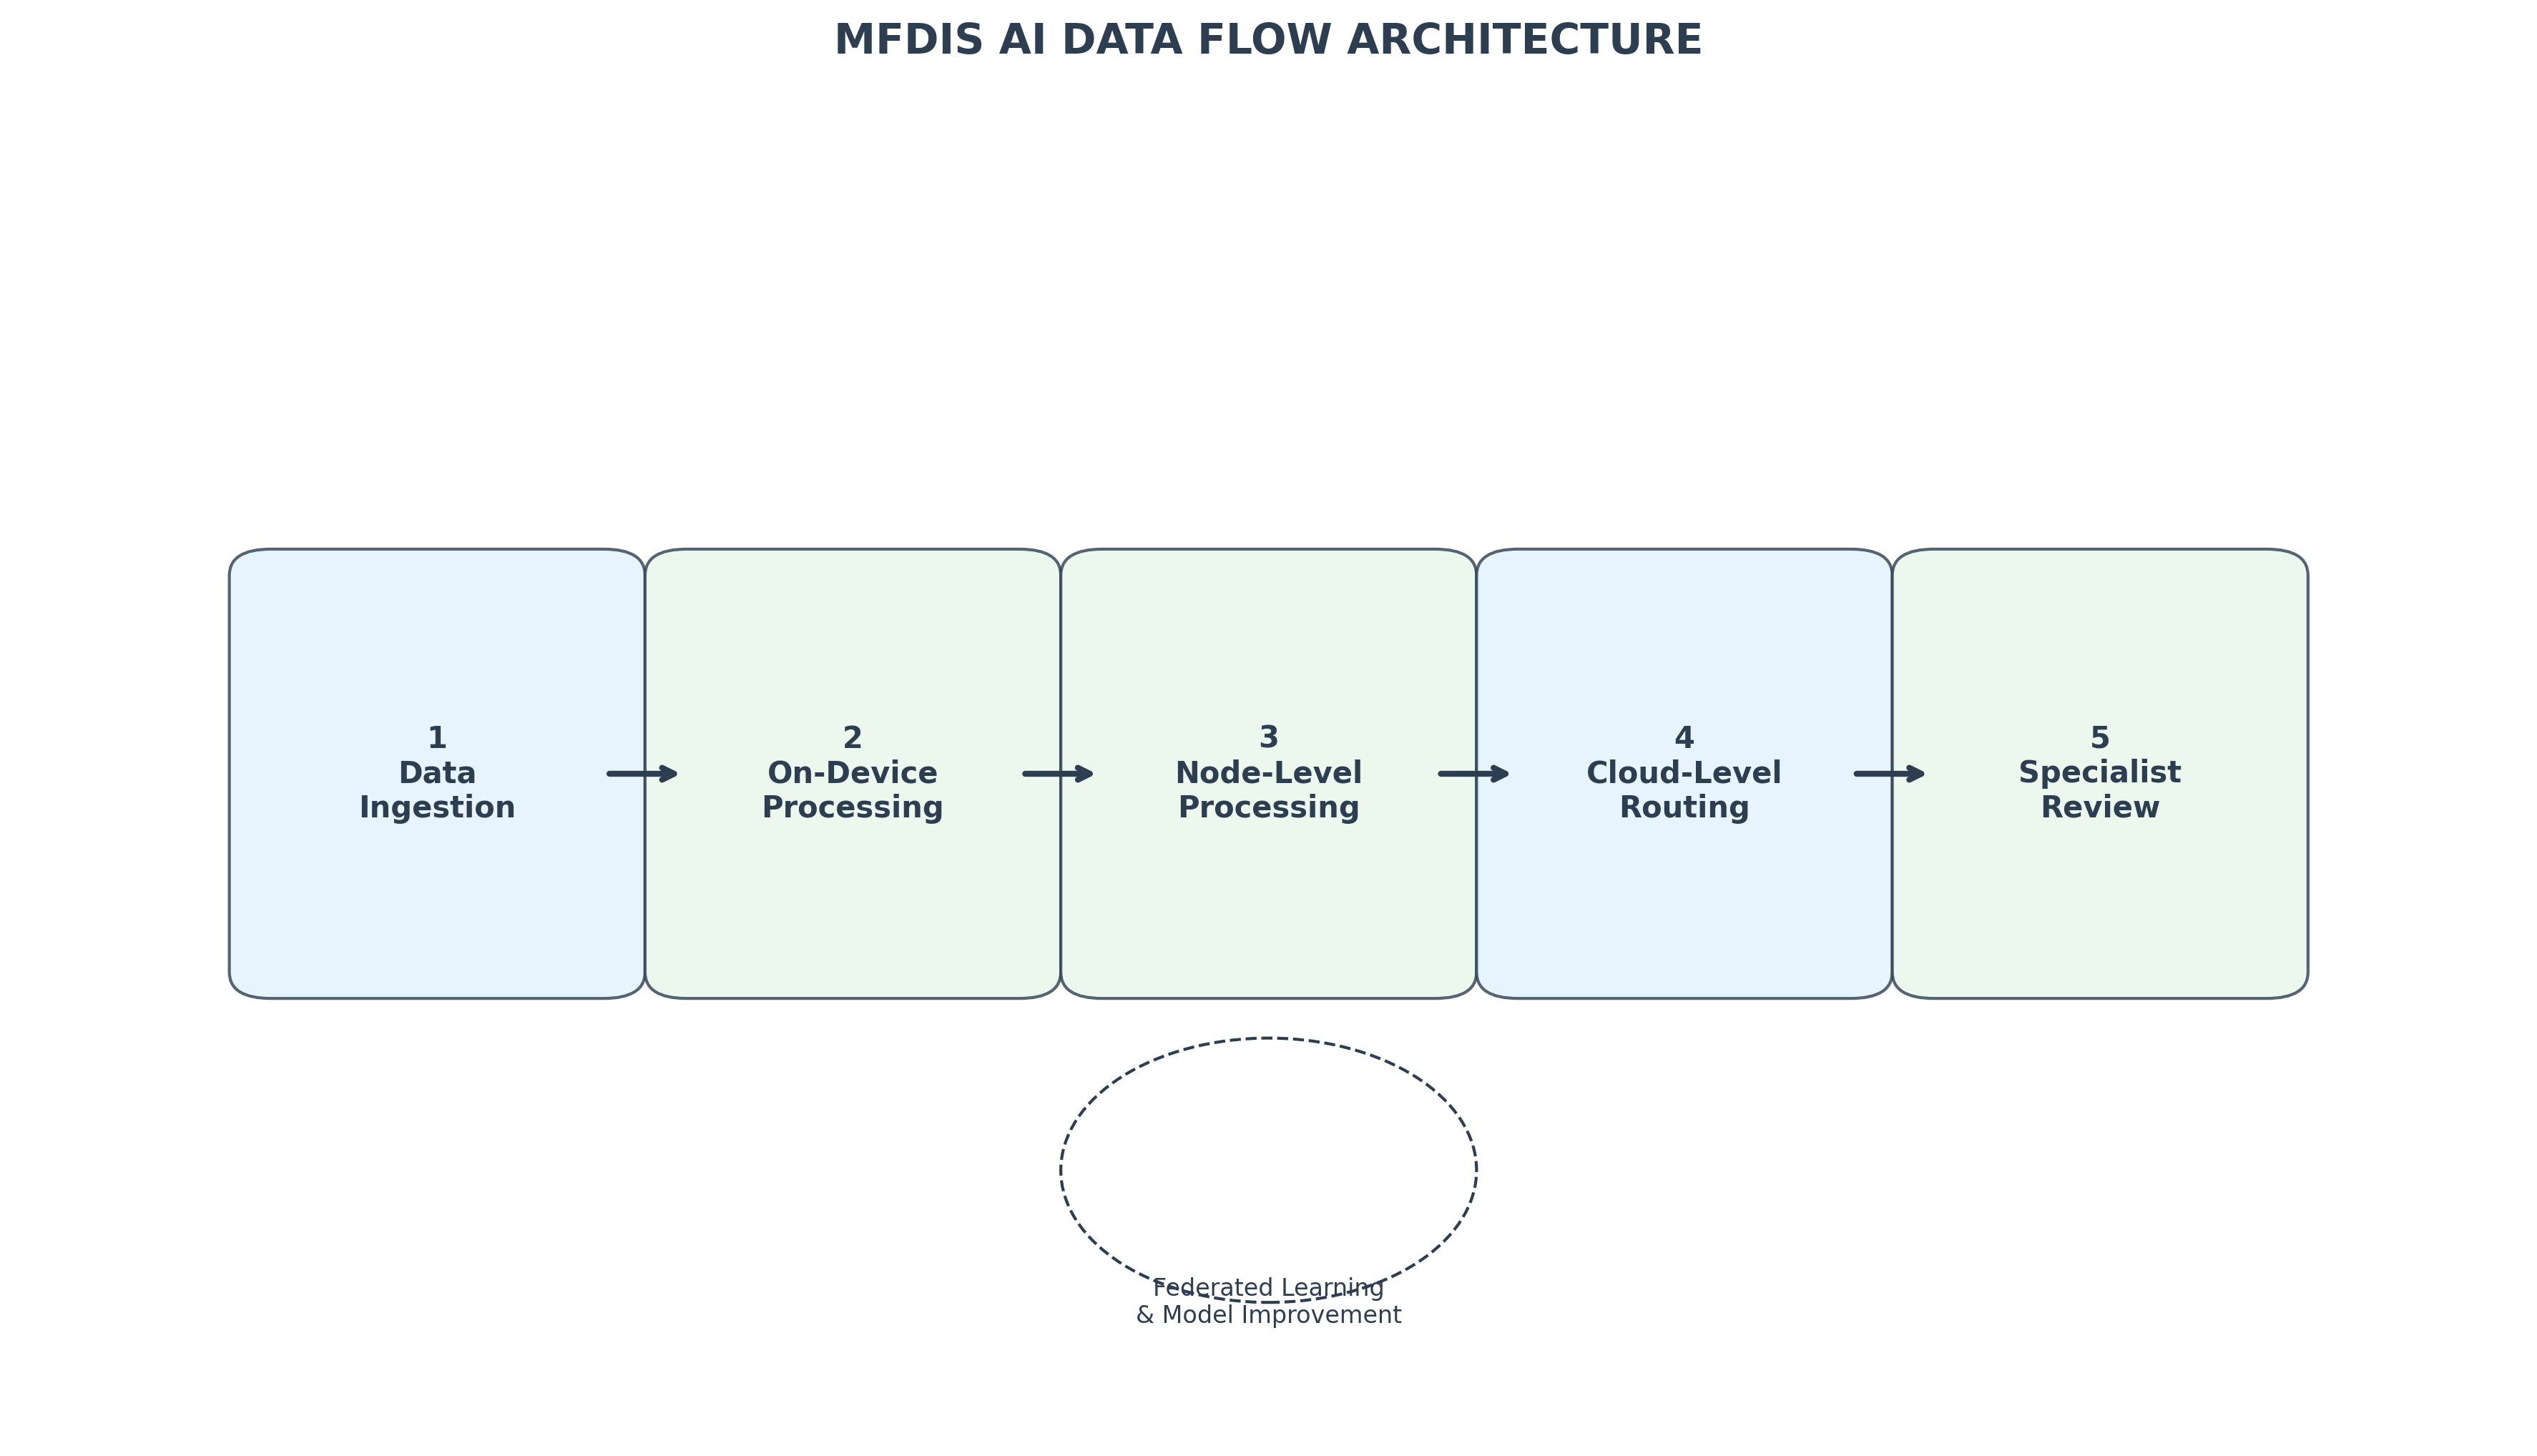 MFDIS AI DATA FLOW ARCHITECTURE
1
Data
Ingestion
2
On-Device
Processing
3
Node-Level
Processing
4
Cloud-Level
Routing
5
Specialist
Review
Federated Learning
& Model Improvement